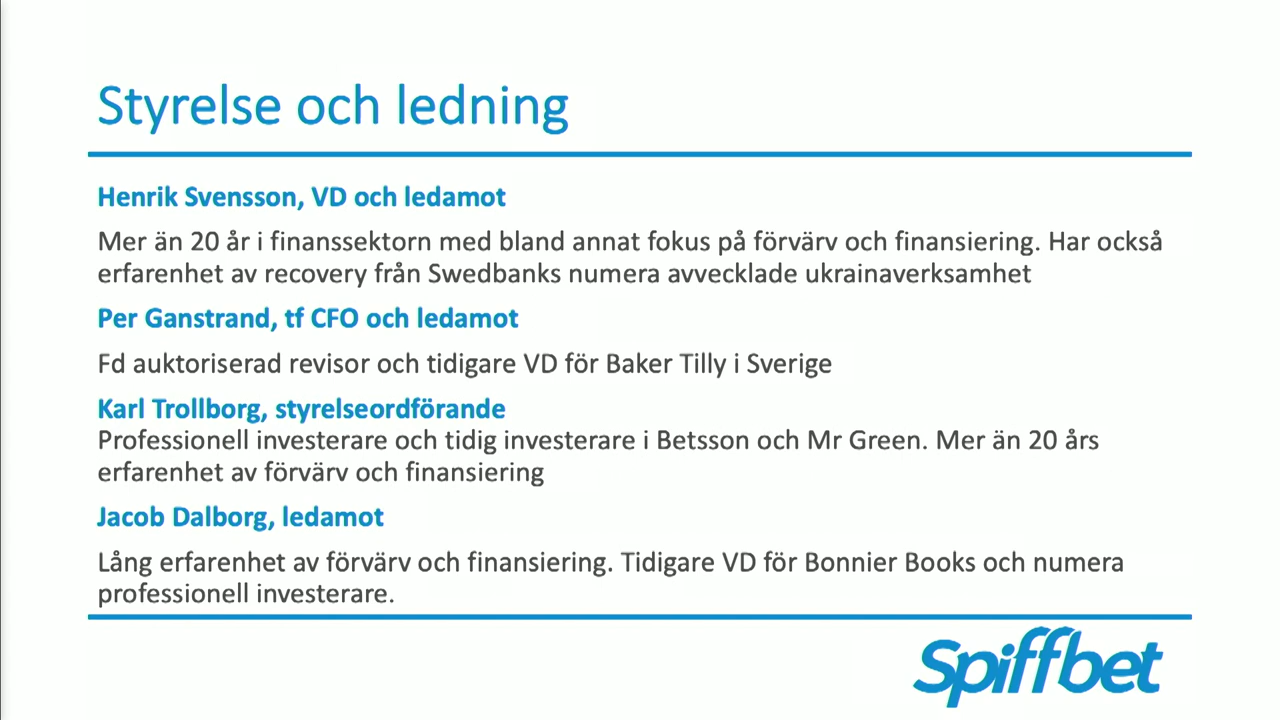 Styrelse och ledning
Henrik Svensson, VD och ledamot
Mer än 20 år i finanssektorn med bland annat fokus på förvärv och finansiering. Har också
erfarenhet av recovery från Swedbanks numera avvecklade ukrainaverksamhet
Per Ganstrand, tf CFO och ledamot
Fd auktoriserad revisor och tidigare VD för Baker Tilly i Sverige
Karl Trollborg, styrelseordförande
Professionell investerare och tidig investerare i Betsson och Mr Green. Mer än 20 års
erfarenhet av förvärv och finansiering
Jacob Dalborg, ledamot
Lång erfarenhet av förvärv och finansiering. Tidigare VD för Bonnier Books och numera
professionell investerare.
Spiffbet